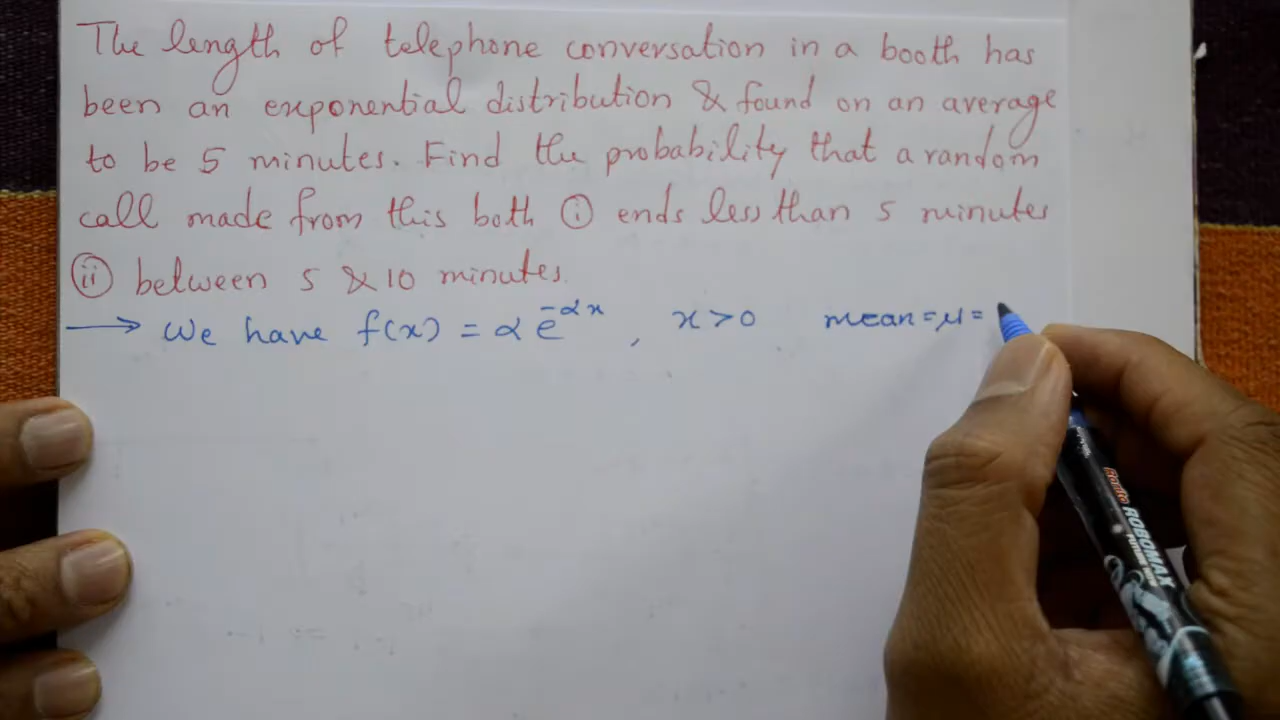 The length of telephone conversation in a booth has
been an exponential distribution & found on an average
to be 5 minutes. Find the probability that a random
call made from this both (i) ends less than 5 minutes
(ii) between 5 & 10 minutes.
→ We have f(x) = α e^{-αx} , x > 0 mean = μ =
ROBOMAX